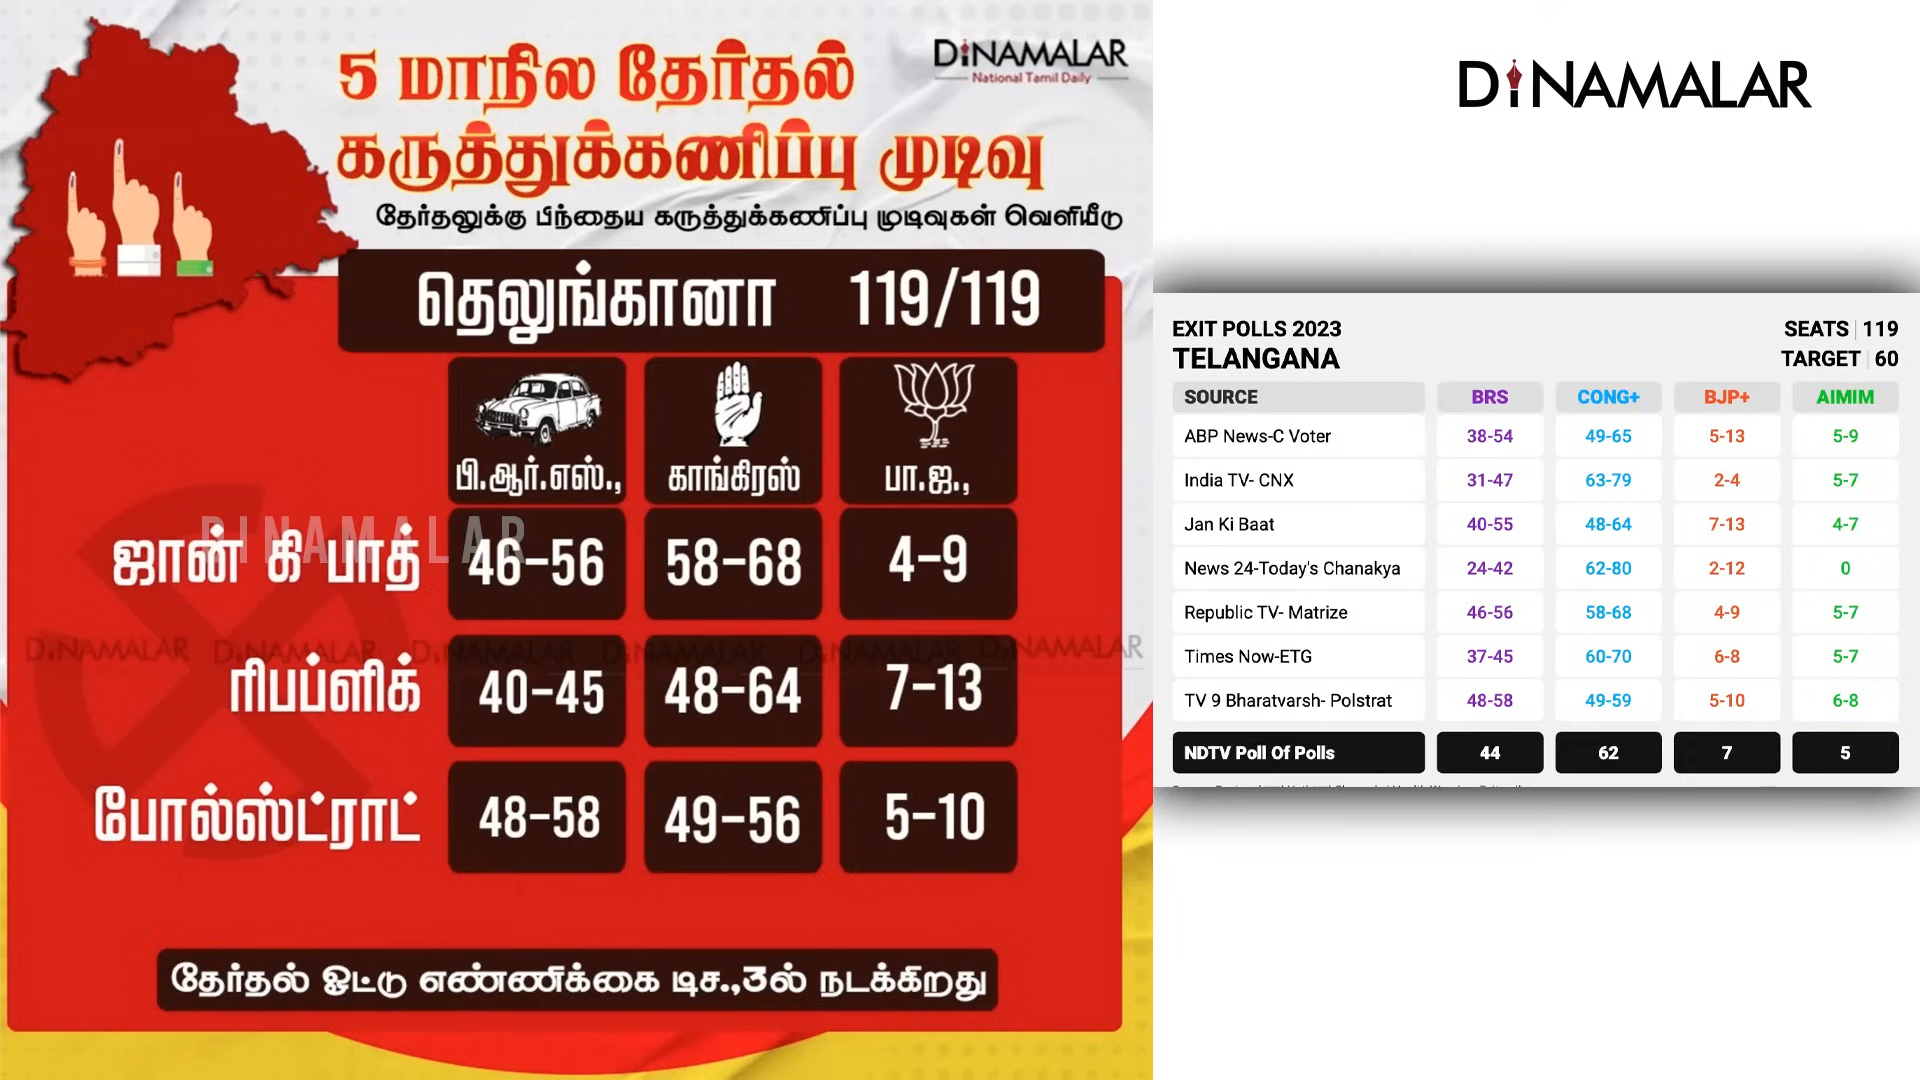 5 மாநில தேர்தல்
கருத்துக்கணிப்பு முடிவு
DiNAMALAR
National Tamil Daily
தேர்தலுக்கு பிந்தைய கருத்துக்கணிப்பு முடிவுகள் வெளியீடு
தெலுங்கானா 119/119
பி.ஆர்.எஸ்., காங்கிரஸ் பா.ஜ.,
ஜான் கி பாத் 46-56 58-68 4-9
DINAMALAR
DiNAMALAR DiNAMALAR DiNAMALAR DiNAMALAR DiNAMALAR DiNAMALAR
ரிபப்ளிக் 40-45 48-64 7-13
போல்ஸ்ட்ராட் 48-58 49-56 5-10
தேர்தல் ஓட்டு எண்ணிக்கை டிச.,3ல் நடக்கிறது
DiNAMALAR
EXIT POLLS 2023 SEATS | 119
TELANGANA TARGET | 60
SOURCE BRS CONG+ BJP+ AIMIM
ABP News-C Voter 38-54 49-65 5-13 5-9
India TV- CNX 31-47 63-79 2-4 5-7
Jan Ki Baat 40-55 48-64 7-13 4-7
News 24-Today's Chanakya 24-42 62-80 2-12 0
Republic TV- Matrize 46-56 58-68 4-9 5-7
Times Now-ETG 37-45 60-70 6-8 5-7
TV 9 Bharatvarsh- Polstrat 48-58 49-59 5-10 6-8
NDTV Poll Of Polls 44 62 7 5